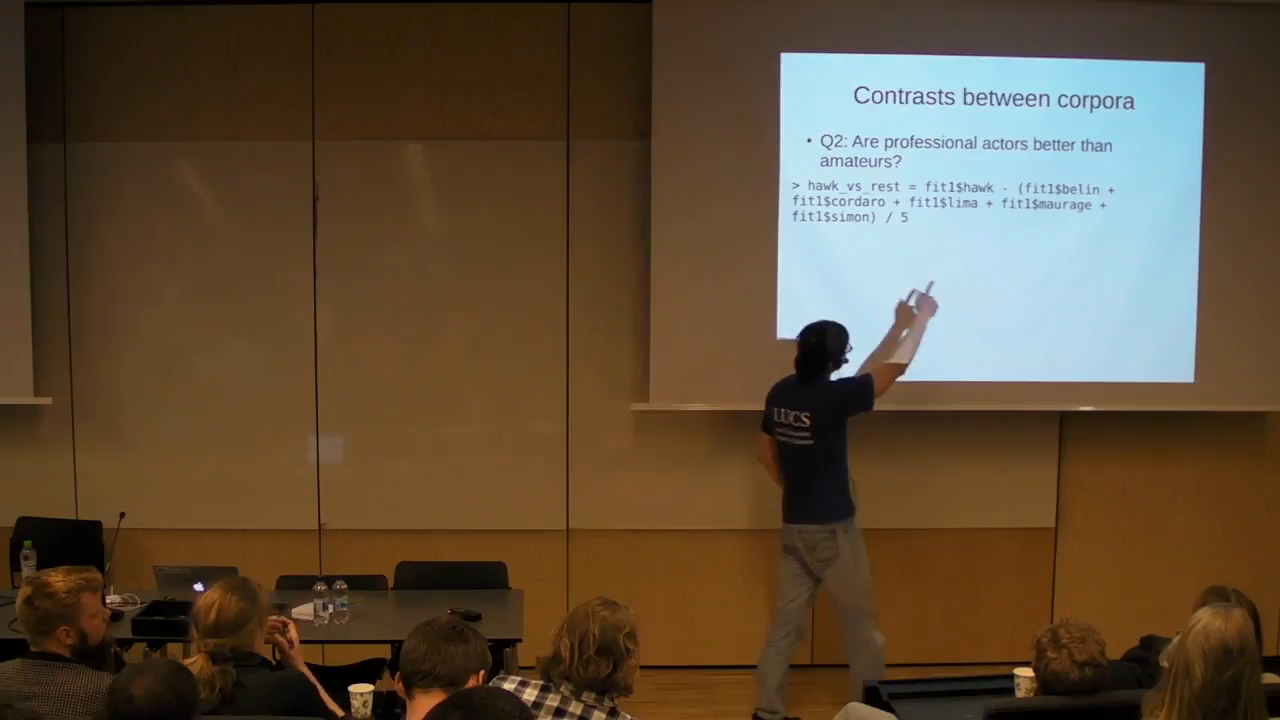 Contrasts between corpora
• Q2: Are professional actors better than
amateurs?
> hawk_vs_rest = fit1$hawk - (fit1$belin +
fit1$cordaro + fit1$lima + fit1$maurage +
fit1$simon) / 5
LUCS